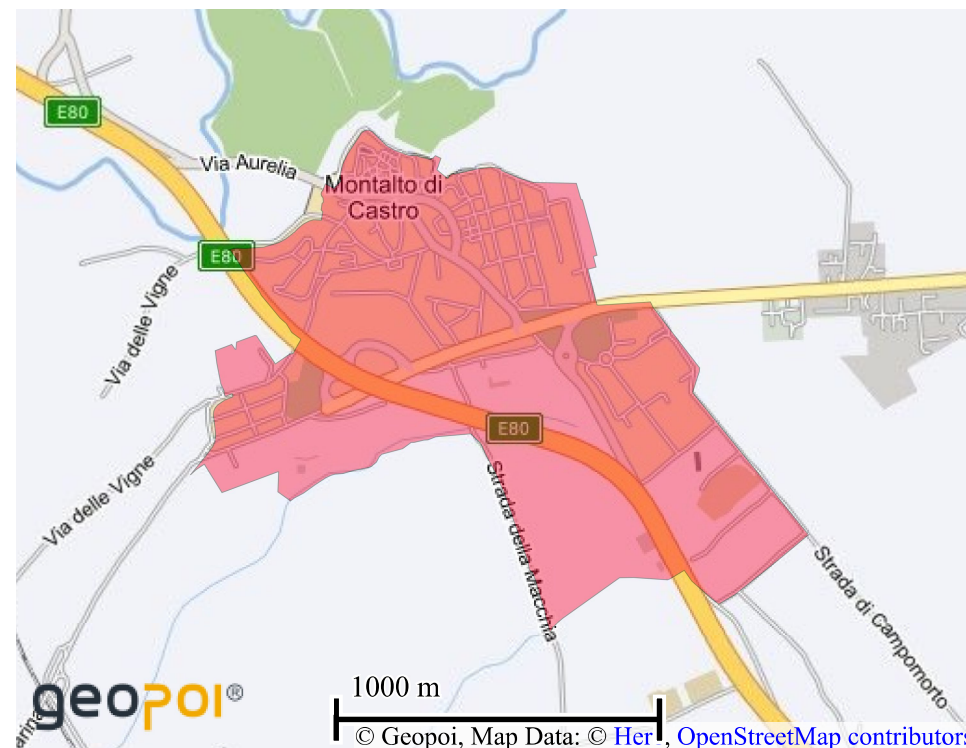 E80
Via Aurelia
Montalto di
Castro
E80
Via delle Vigne
E80
Via delle Vigne
Strada della Macchia
Strada di Campomorto
geopoi®
1000 m
© Geopoi, Map Data: © Her, OpenStreetMap contributors